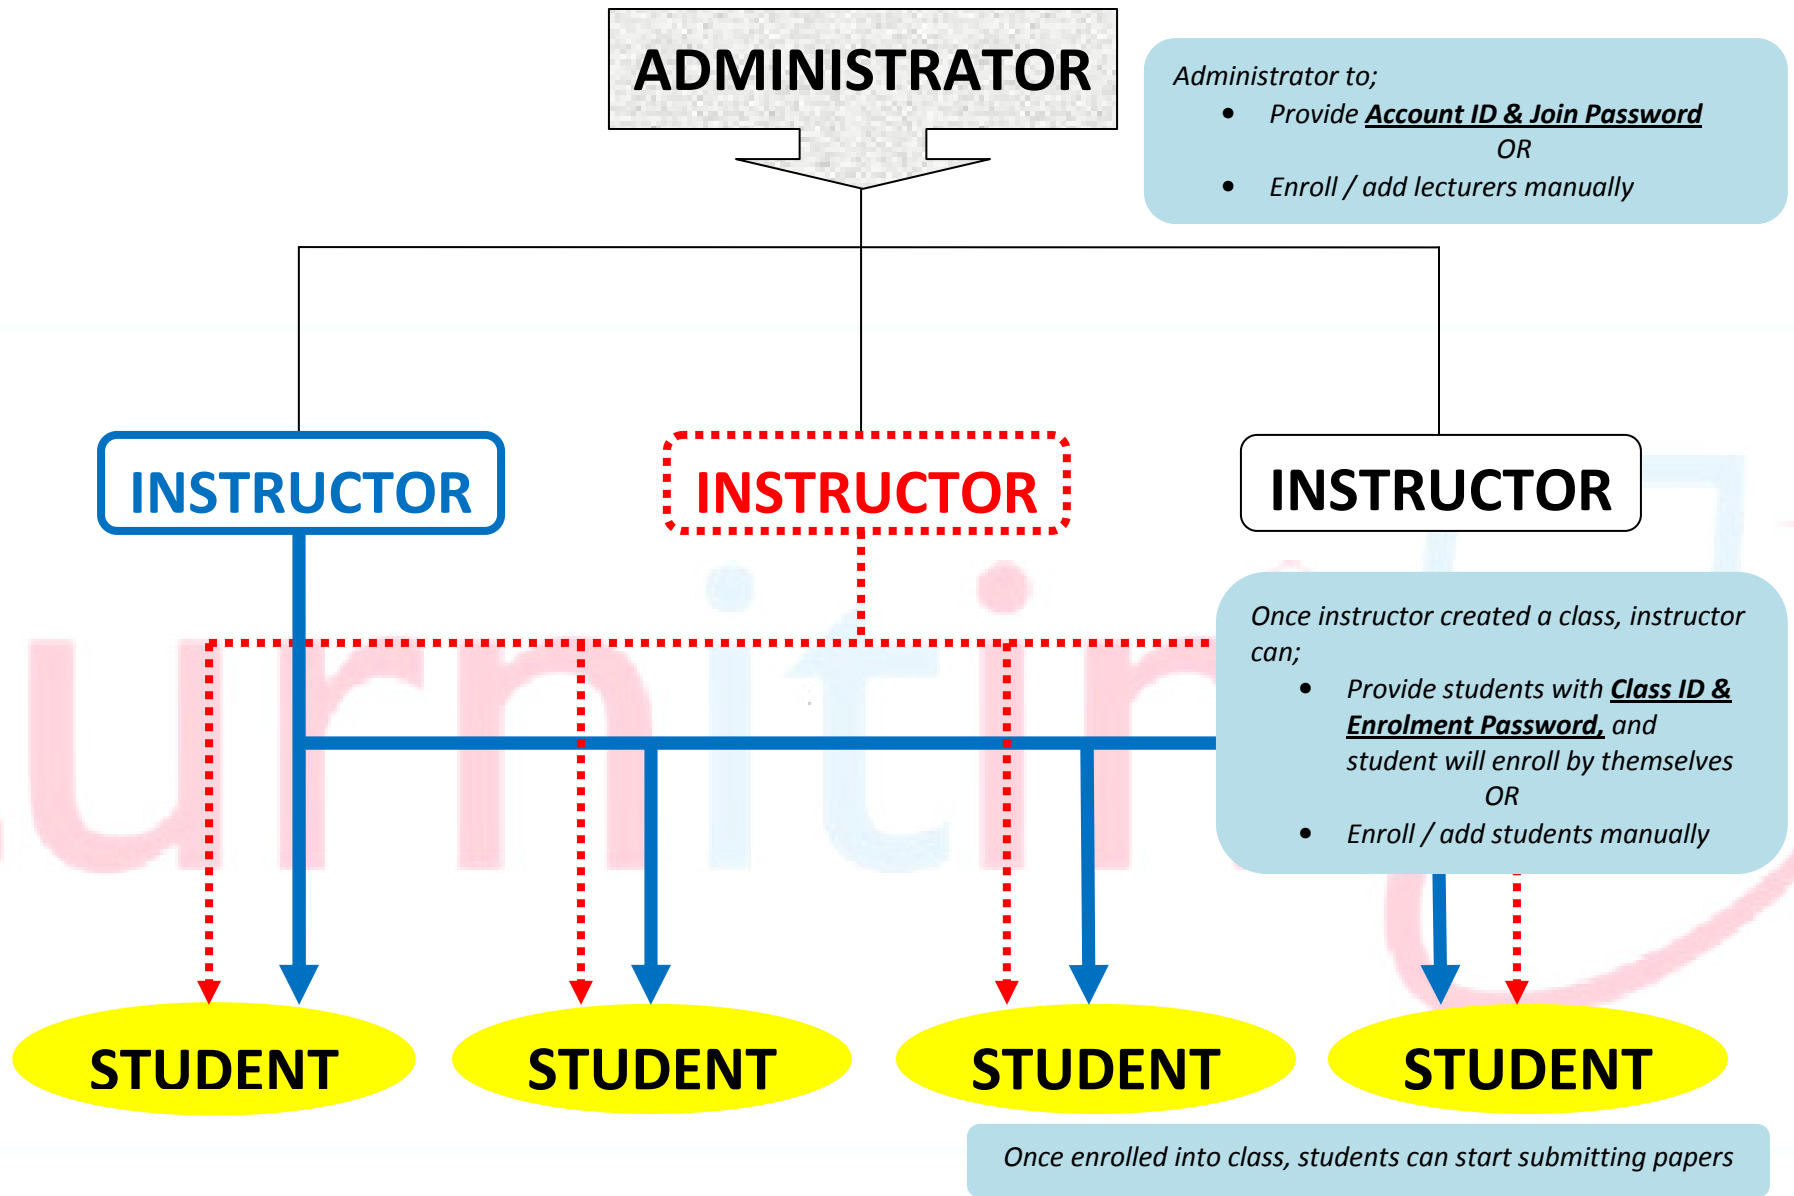 ADMINISTRATOR
Administrator to;
• Provide Account ID & Join Password
OR
• Enroll / add lecturers manually
INSTRUCTOR
INSTRUCTOR
INSTRUCTOR
Once instructor created a class, instructor
can;
• Provide students with Class ID &
Enrolment Password, and
student will enroll by themselves
OR
• Enroll / add students manually
urnitin
STUDENT
STUDENT
STUDENT
STUDENT
Once enrolled into class, students can start submitting papers